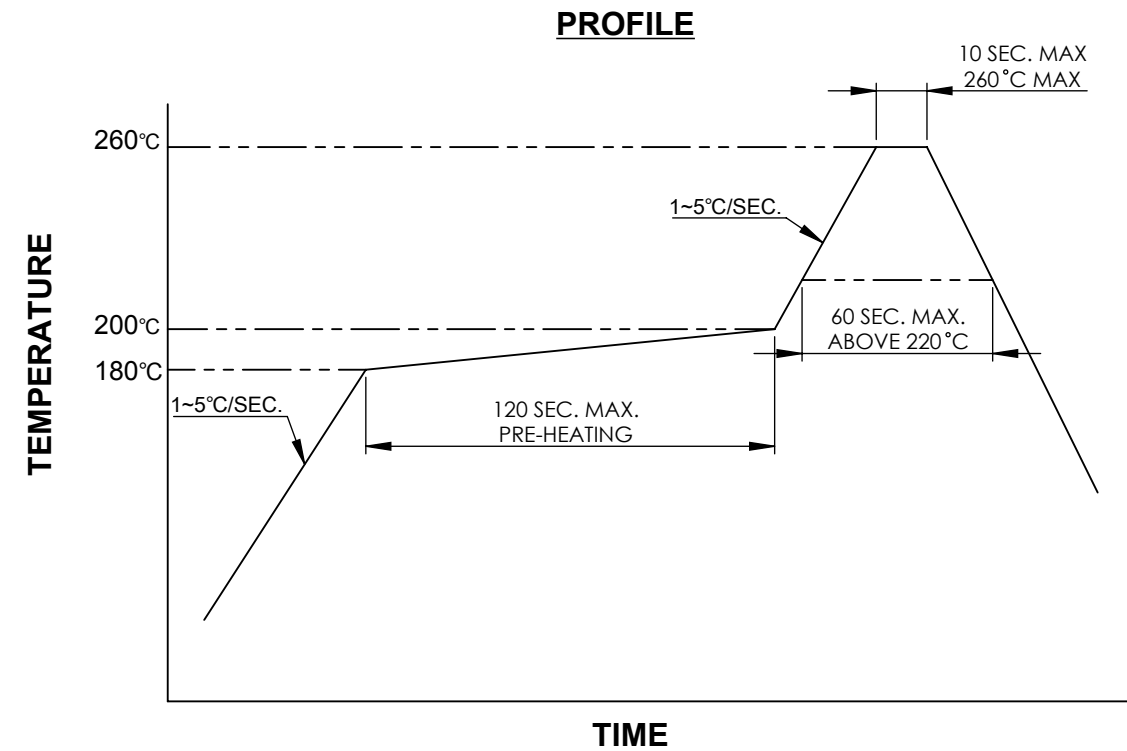 PROFILE
10 SEC. MAX
260°C MAX
260℃
1~5℃/SEC.
TEMPERATURE
200℃
60 SEC. MAX.
ABOVE 220°C
180℃
1~5℃/SEC.
120 SEC. MAX.
PRE-HEATING
TIME